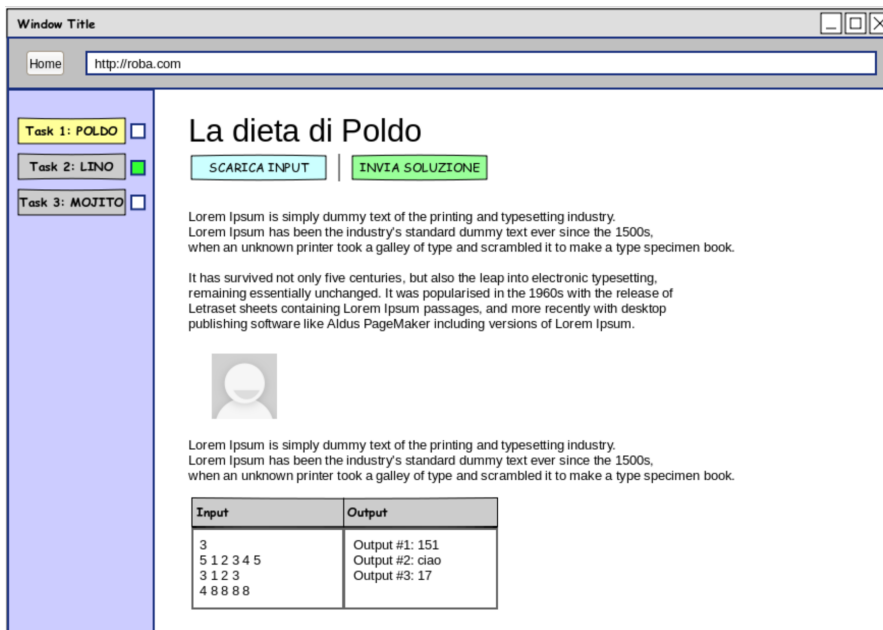 Window Title
Home
http://roba.com
Task 1: POLDO
Task 2: LINO
Task 3: MOJITO
La dieta di Poldo
SCARICA INPUT
INVIA SOLUZIONE
Lorem Ipsum is simply dummy text of the printing and typesetting industry.
Lorem Ipsum has been the industry's standard dummy text ever since the 1500s,
when an unknown printer took a galley of type and scrambled it to make a type specimen book.
It has survived not only five centuries, but also the leap into electronic typesetting,
remaining essentially unchanged. It was popularised in the 1960s with the release of
Letraset sheets containing Lorem Ipsum passages, and more recently with desktop
publishing software like Aldus PageMaker including versions of Lorem Ipsum.
Lorem Ipsum is simply dummy text of the printing and typesetting industry.
Lorem Ipsum has been the industry's standard dummy text ever since the 1500s,
when an unknown printer took a galley of type and scrambled it to make a type specimen book.
Input
Output
3
5 1 2 3 4 5
3 1 2 3
4 8 8 8 8
Output #1: 151
Output #2: ciao
Output #3: 17